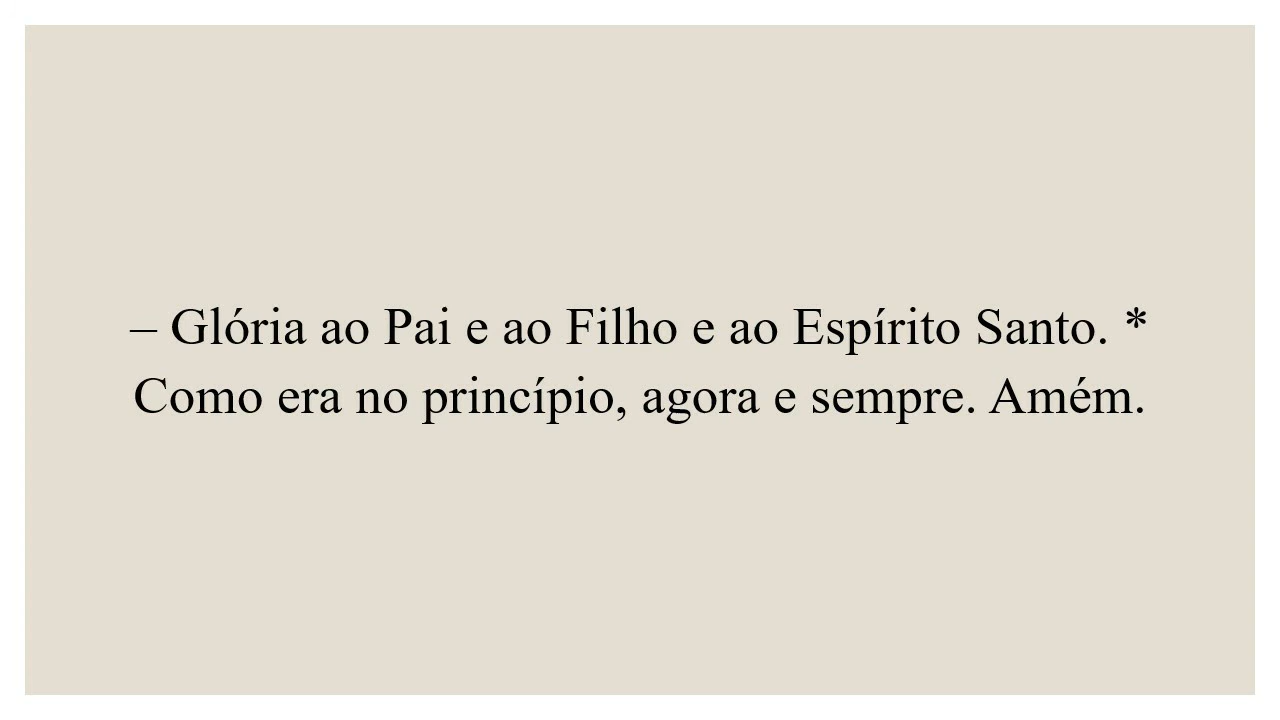 – Glória ao Pai e ao Filho e ao Espírito Santo. *
Como era no princípio, agora e sempre. Amém.